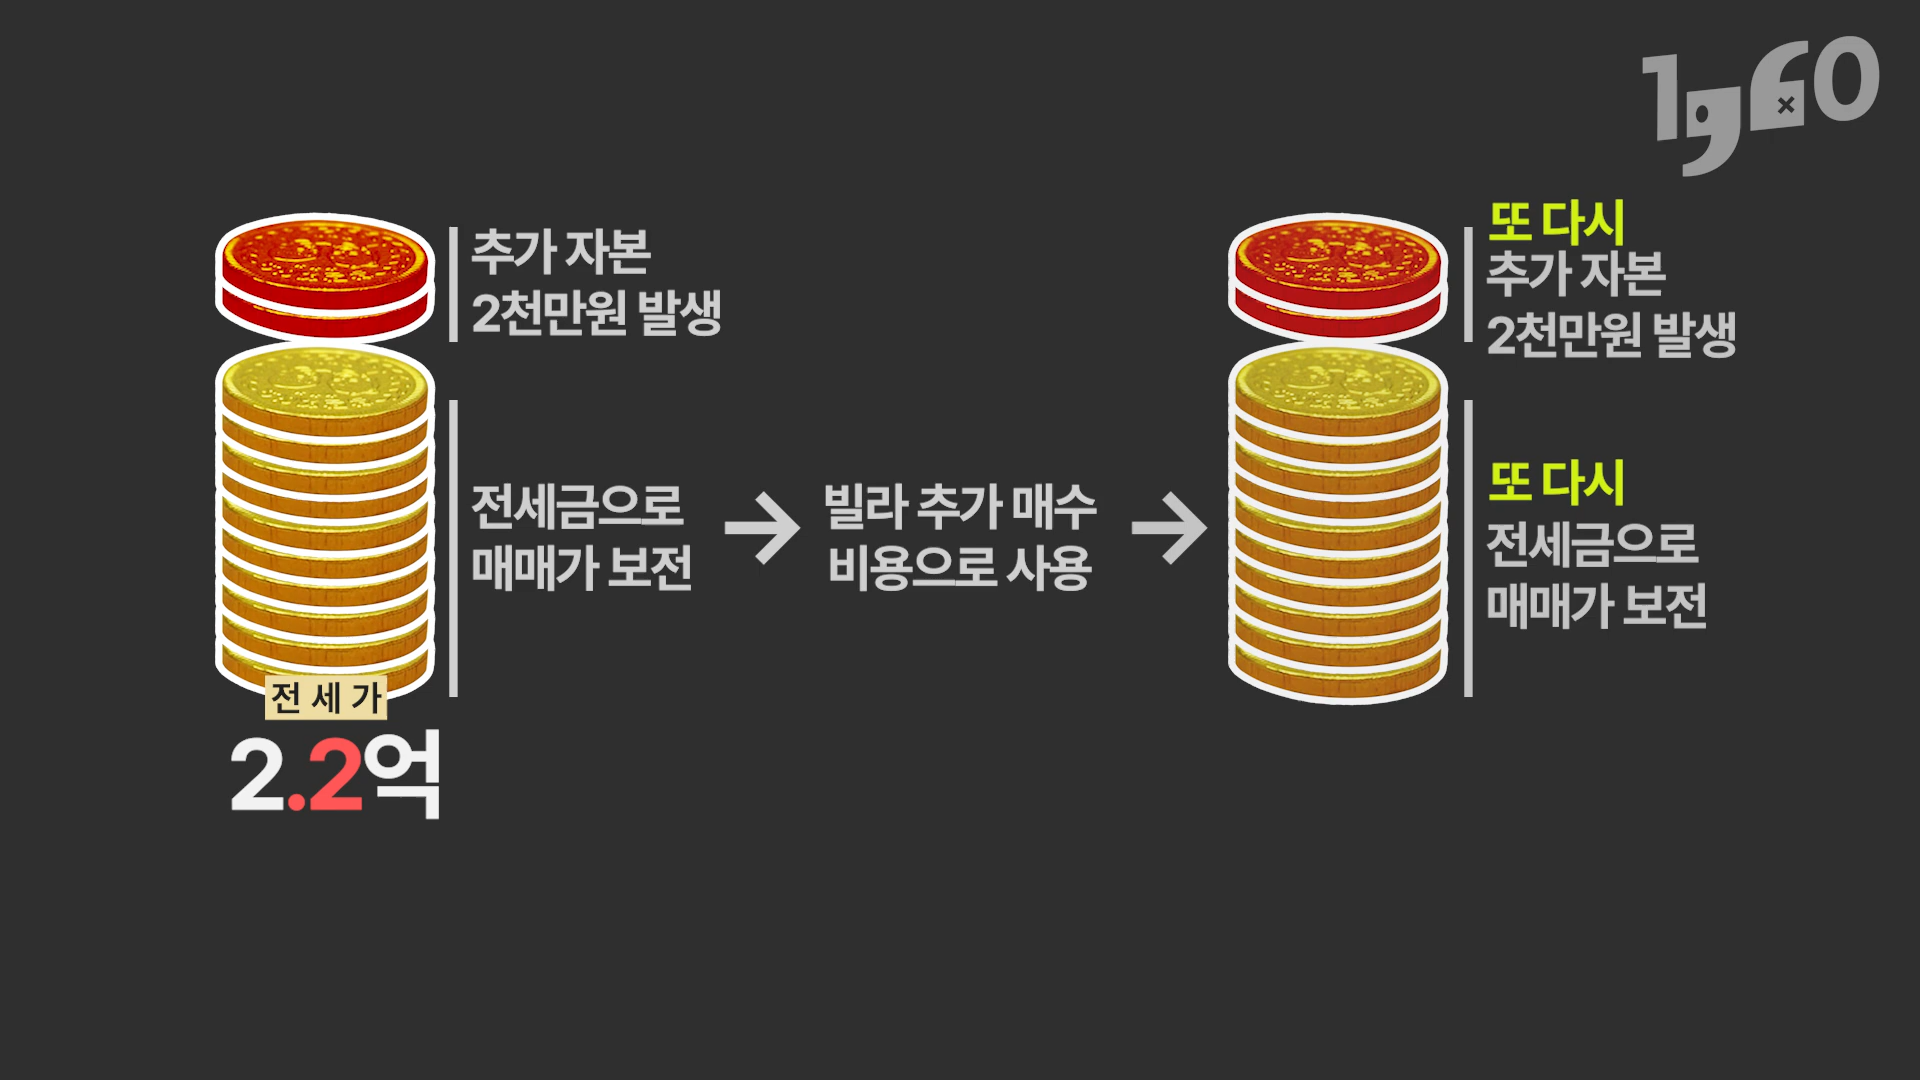 1960
추가 자본
2천만원 발생
전세금으로
매매가 보전
전세가
2.2억
빌라 추가 매수
비용으로 사용
또 다시
추가 자본
2천만원 발생
또 다시
전세금으로
매매가 보전